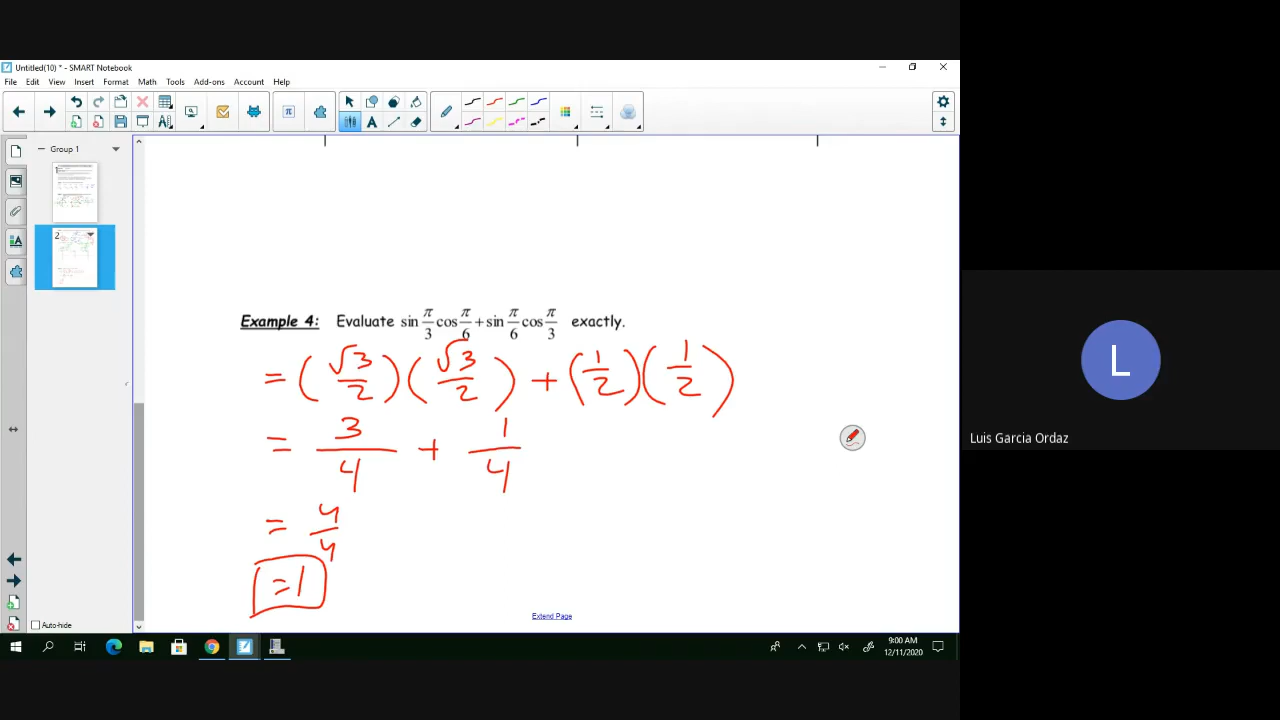 Untitled(10) * - SMART Notebook
File Edit View Insert Format Math Tools Add-ons Account Help
Group 1
2
Example 4: Evaluate sin π/3 cos π/6 + sin π/6 cos π/3 exactly.
= (√3/2)(√3/2) + (1/2)(1/2)
= 3/4 + 1/4
= 4/4
=1
Extend Page
Auto-hide
L
Luis Garcia Ordaz
9:00 AM
12/11/2020